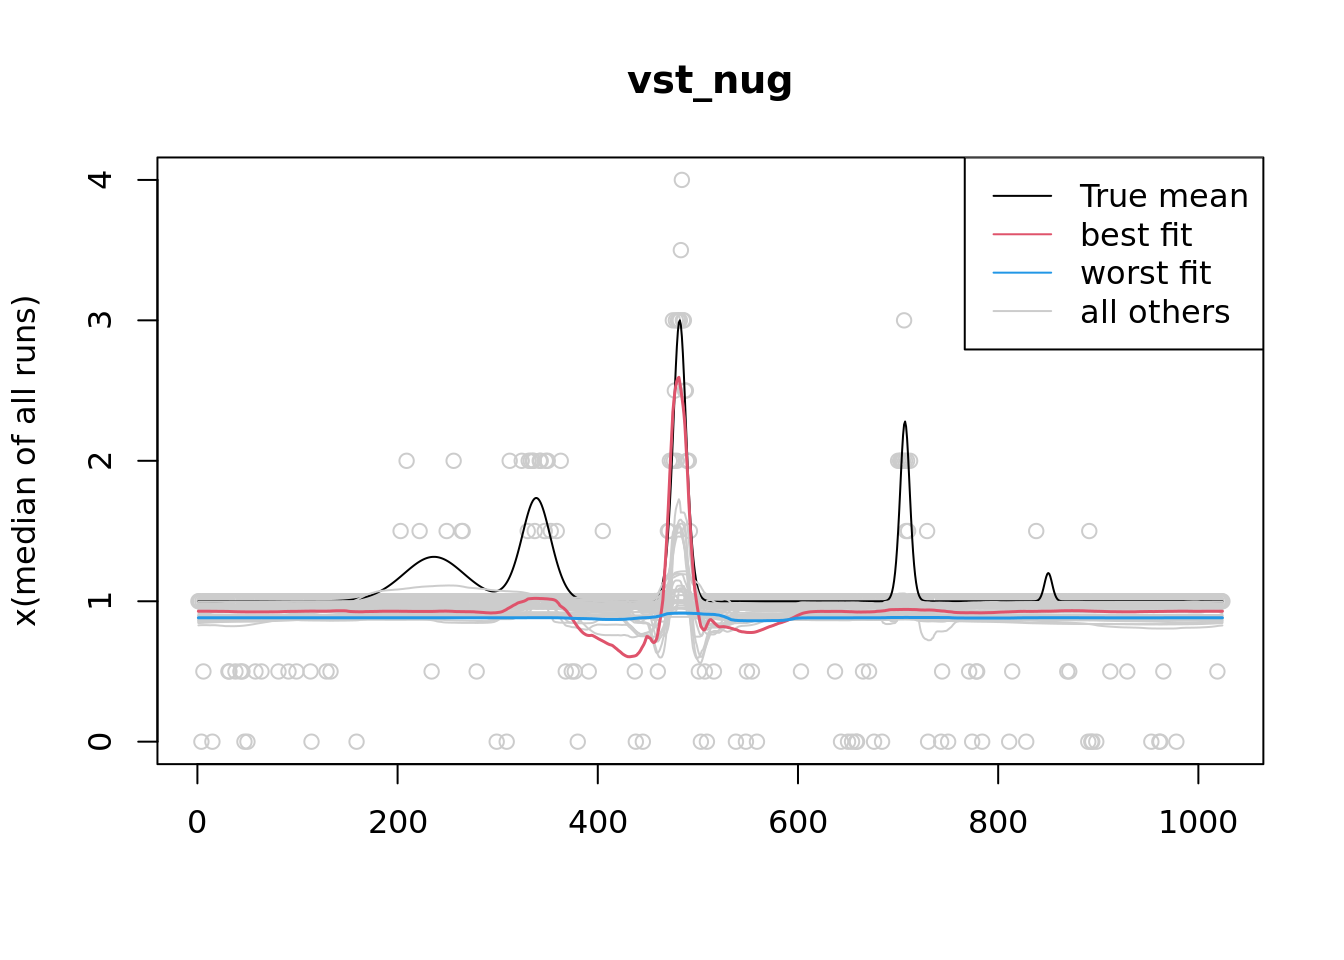 vst_nug
x(median of all runs)
4
3
2
1
0
True mean
best fit
worst fit
all others
0 200 400 600 800 1000